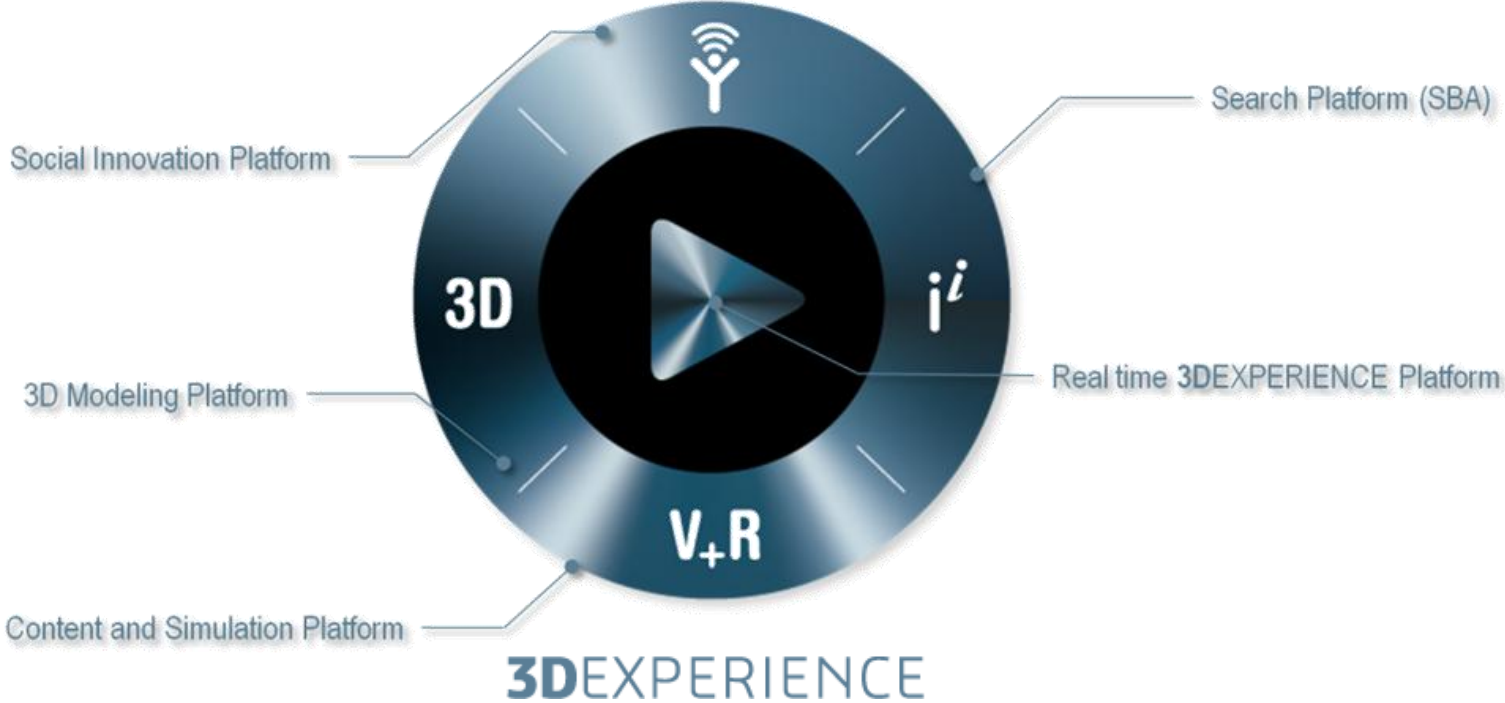 Search Platform (SBA)
Social Innovation Platform
3D
i i
Real time 3DEXPERIENCE Platform
3D Modeling Platform
V+R
Content and Simulation Platform
3DEXPERIENCE